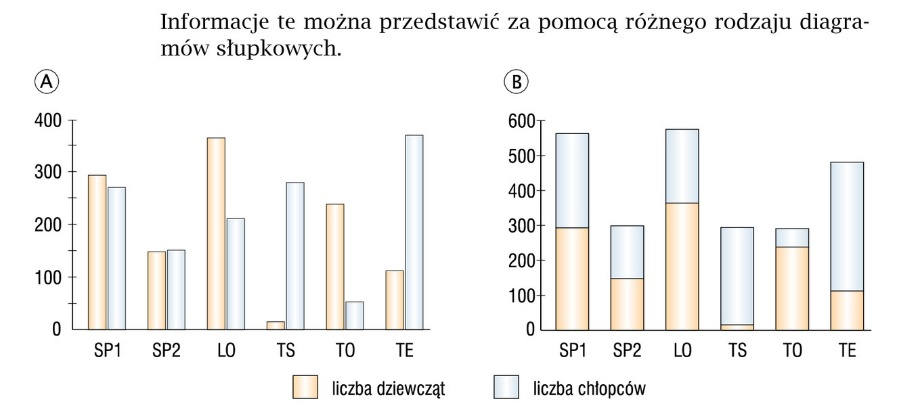 Informacje te można przedstawić za pomocą różnego rodzaju diagra-
mów słupkowych.
A
B
400
300
200
100
0
SP1 SP2 LO TS TO TE
600
500
400
300
200
100
0
SP1 SP2 LO TS TO TE
liczba dziewcząt liczba chłopców